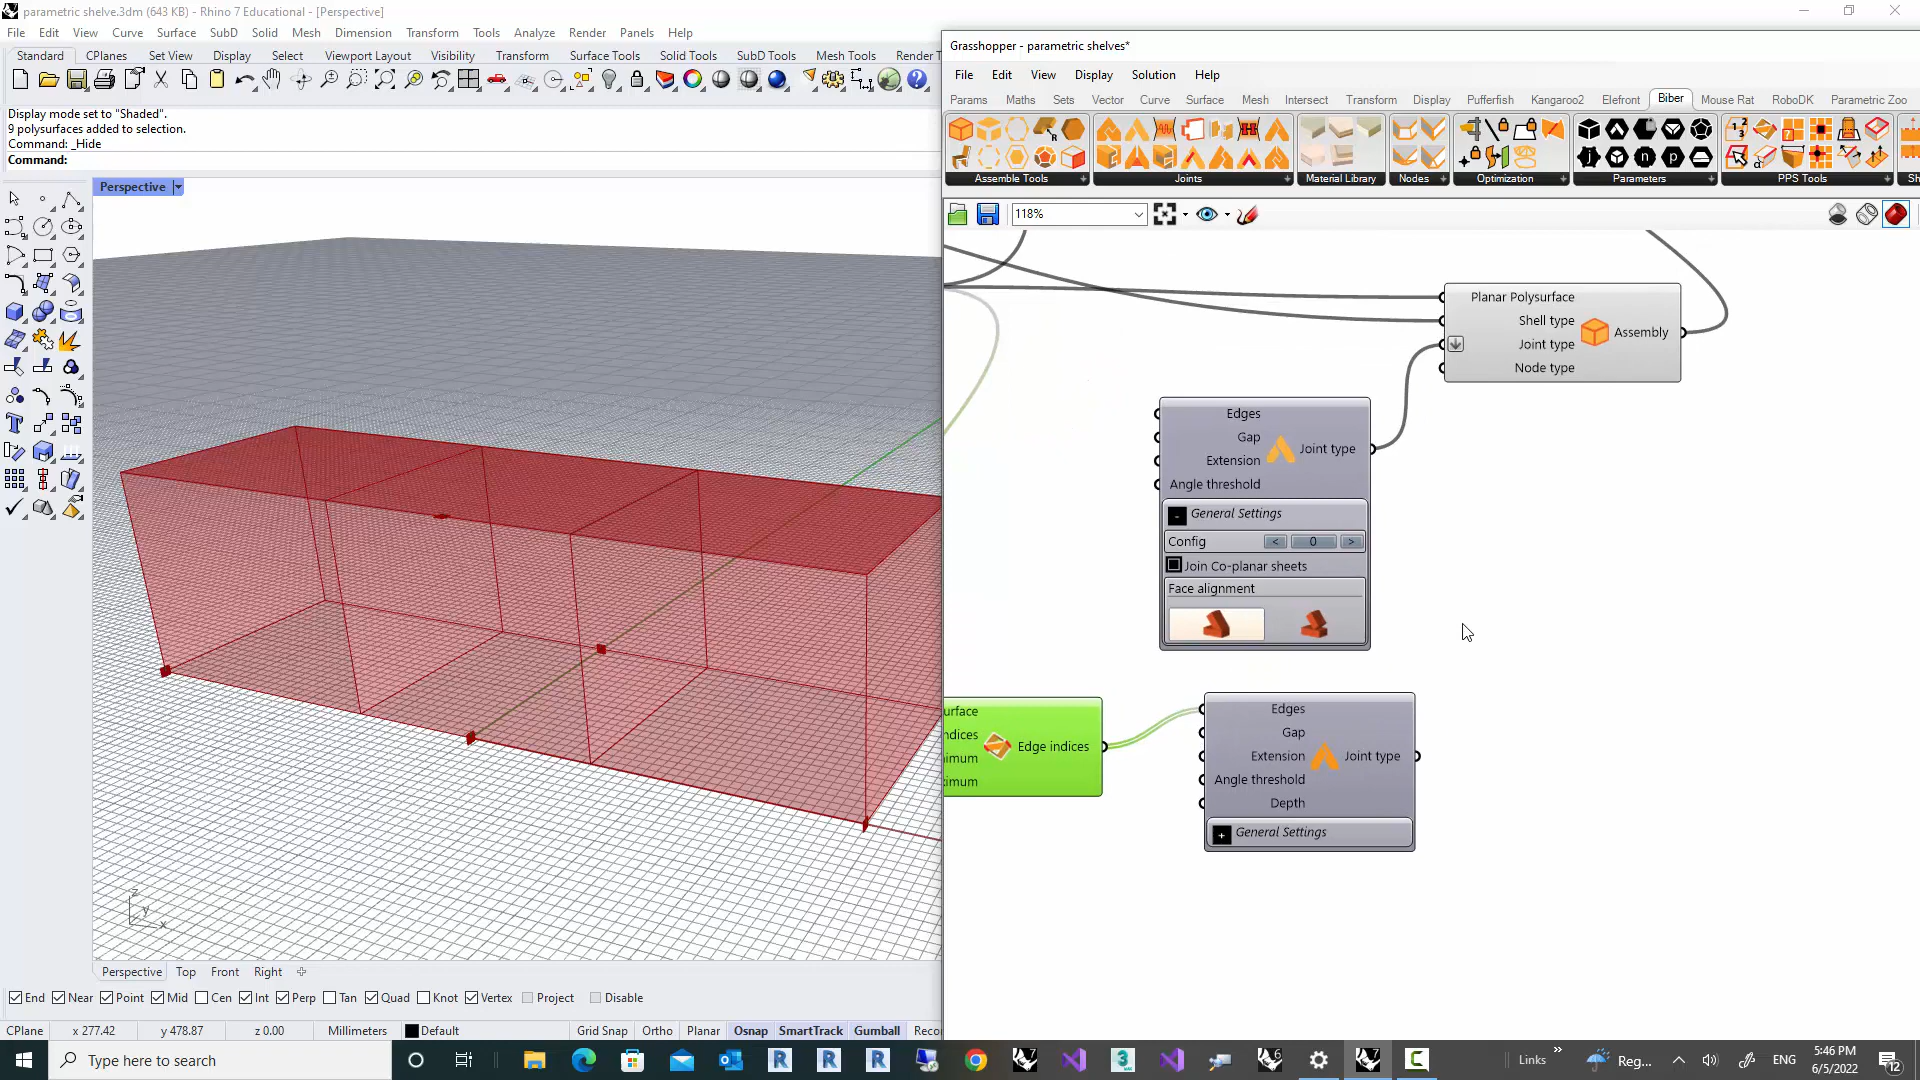 parametric shelve.3dm (643 KB) - Rhino 7 Educational - [Perspective]
File Edit View Curve Surface SubD Solid Mesh Dimension Transform Tools Analyze Render Panels Help
Standard CPlanes Set View Display Select Viewport Layout Visibility Transform Surface Tools Solid Tools SubD Tools Mesh Tools Render T
Display mode set to "Shaded".
9 polysurfaces added to selection.
Command: _Hide
Command:
Perspective
z
y
x
Perspective Top Front Right
End Near Point Mid Cen Int Perp Tan Quad Knot Vertex Project Disable
CPlane x 277.42 y 478.87 z 0.00 Millimeters Default Grid Snap Ortho Planar Osnap SmartTrack Gumball Reco
Grasshopper - parametric shelves*
File Edit View Display Solution Help
Params Maths Sets Vector Curve Surface Mesh Intersect Transform Display Pufferfish Kangaroo2 Elefront Biber Mouse Rat RoboDK Parametric Zoo
Assemble Tools Joints Material Library Nodes Optimization Parameters PPS Tools Sh
118%
Planar Polysurface
Shell type
Assembly
Joint type
Node type
Edges
Gap
Joint type
Extension
Angle threshold
- General Settings
Config < 0 >
Join Co-planar sheets
Face alignment
urface
ndices
Edge indices
imum
ximum
Edges
Gap
Extension
Joint type
Angle threshold
Depth
+ General Settings
Type here to search
Links
Reg...
ENG
5:46 PM
6/5/2022
12